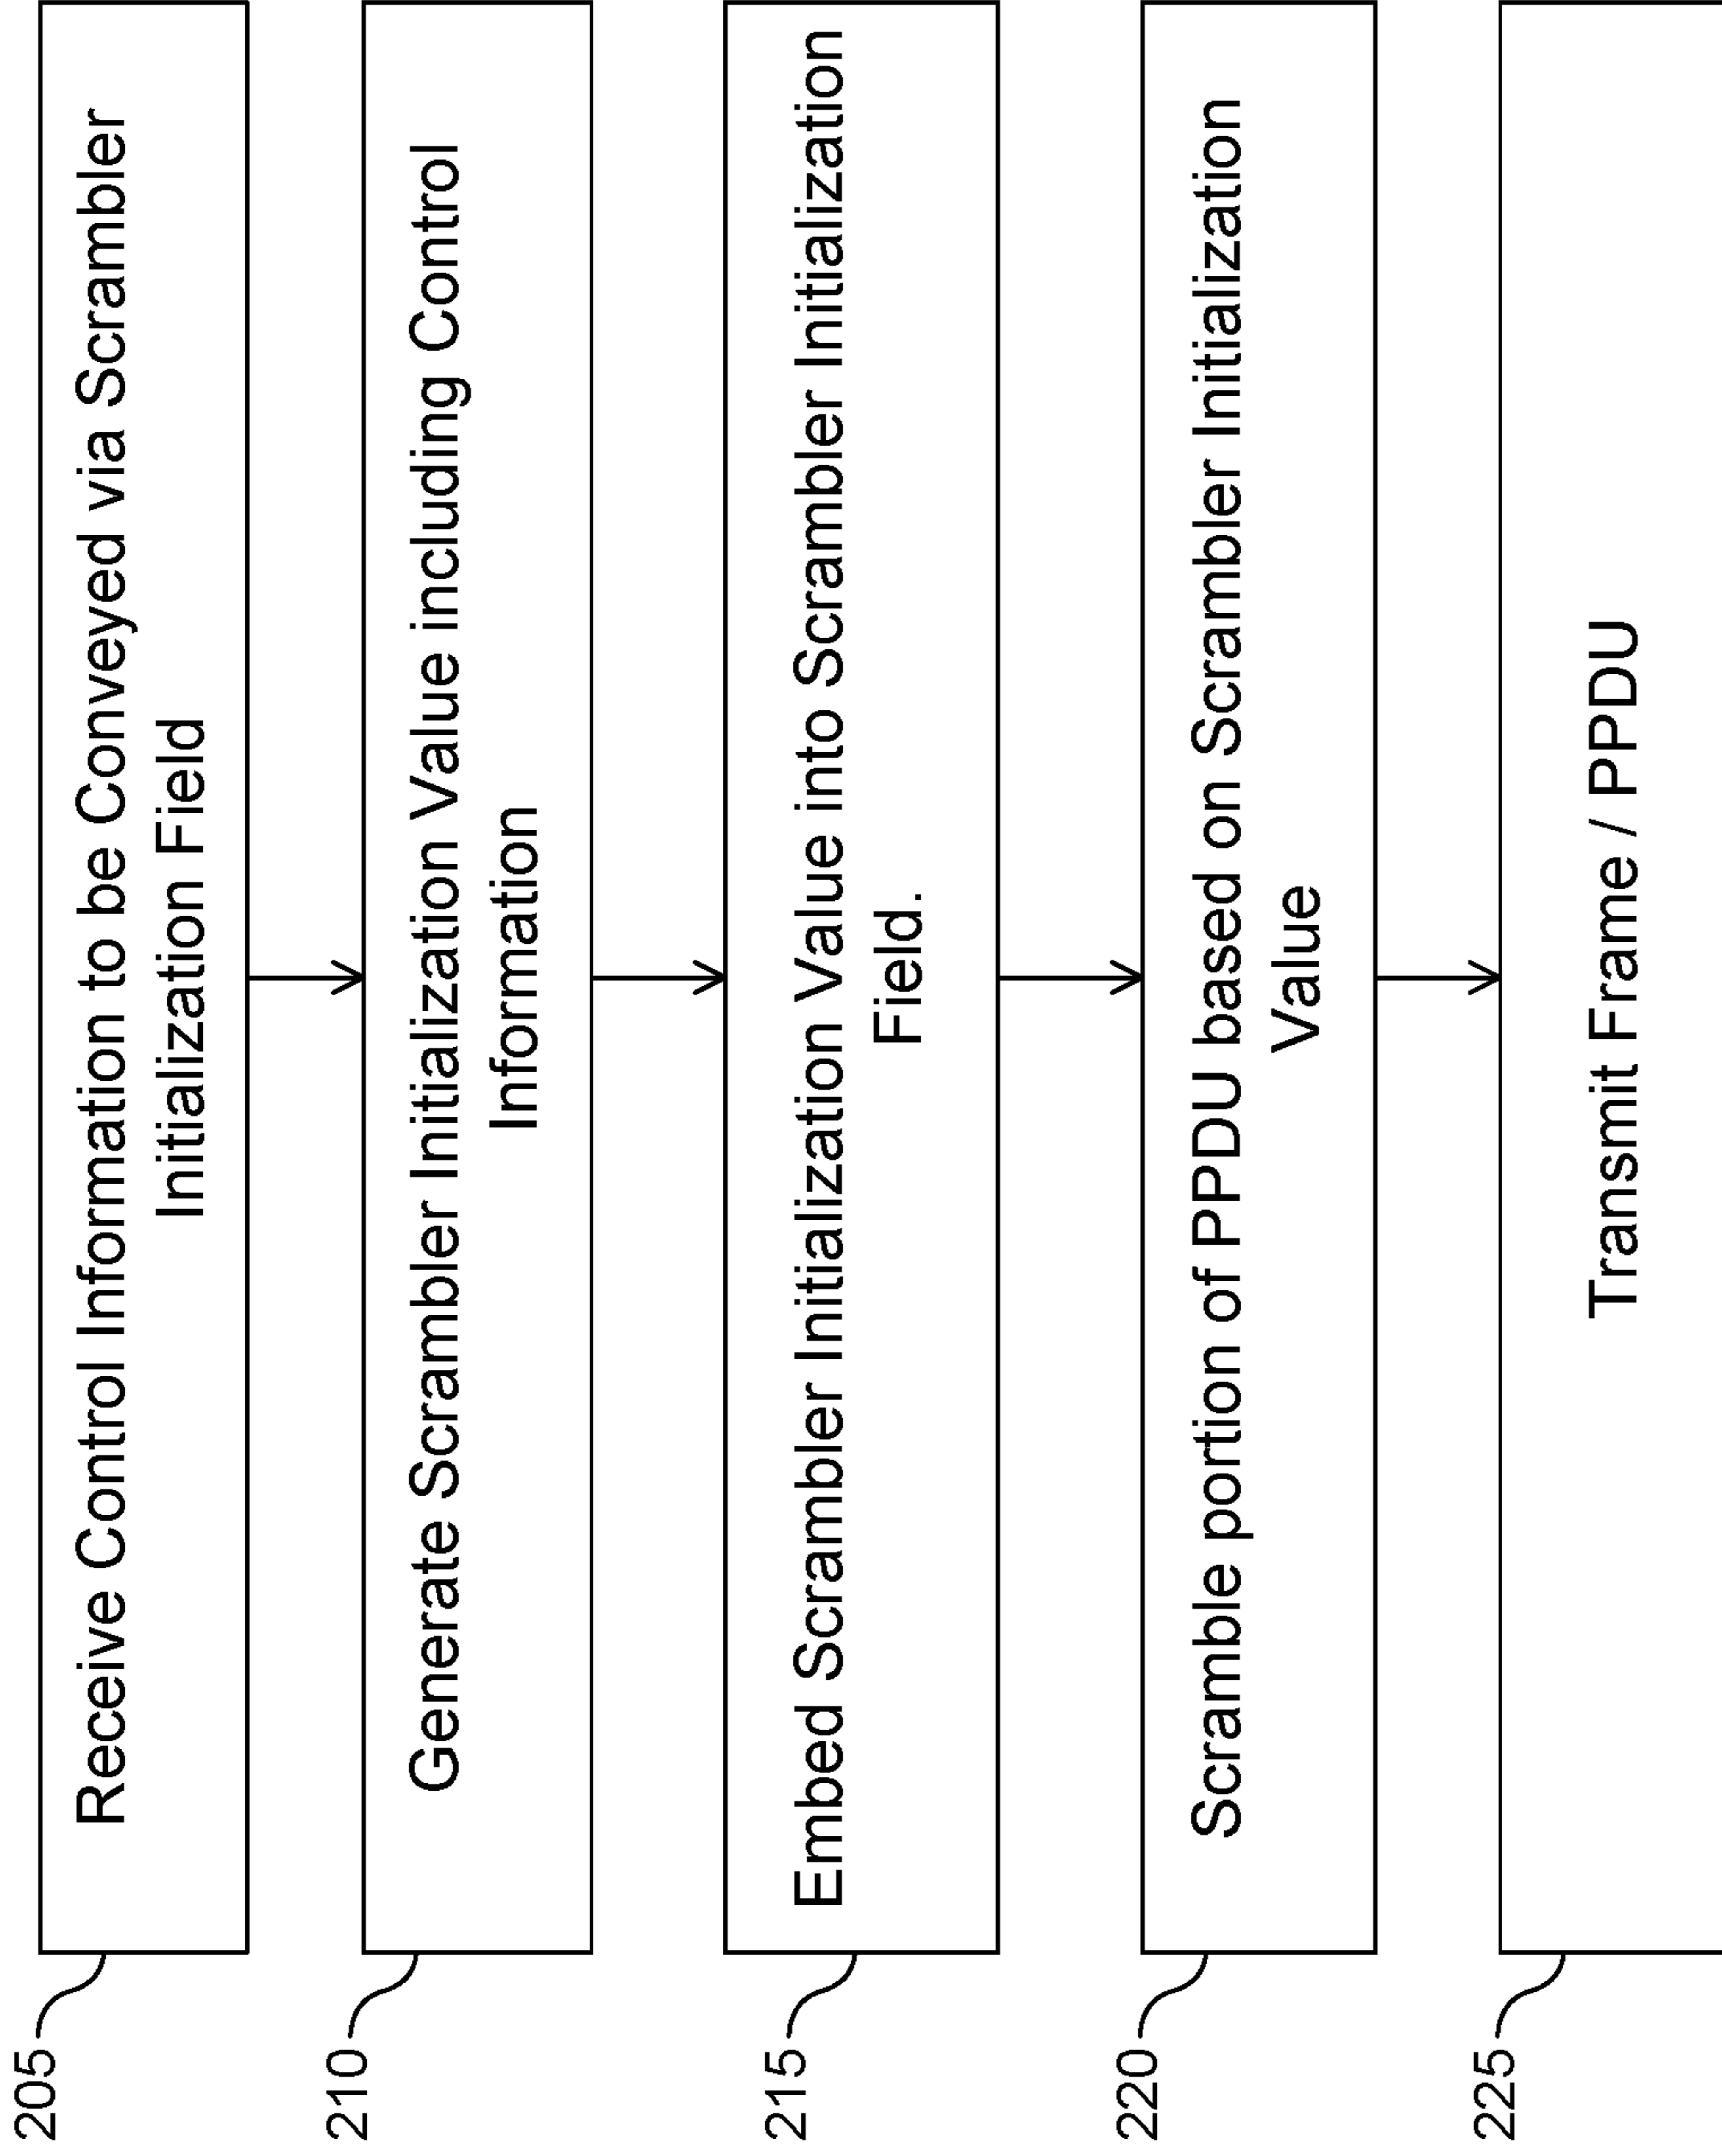 205
Receive Control Information to be Conveyed via Scrambler
Initialization Field
210
Generate Scrambler Initialization Value including Control
Information
215
Embed Scrambler Initialization Value into Scrambler Initialization
Field.
220
Scramble portion of PPDU based on Scrambler Initialization
Value
225
Transmit Frame / PPDU